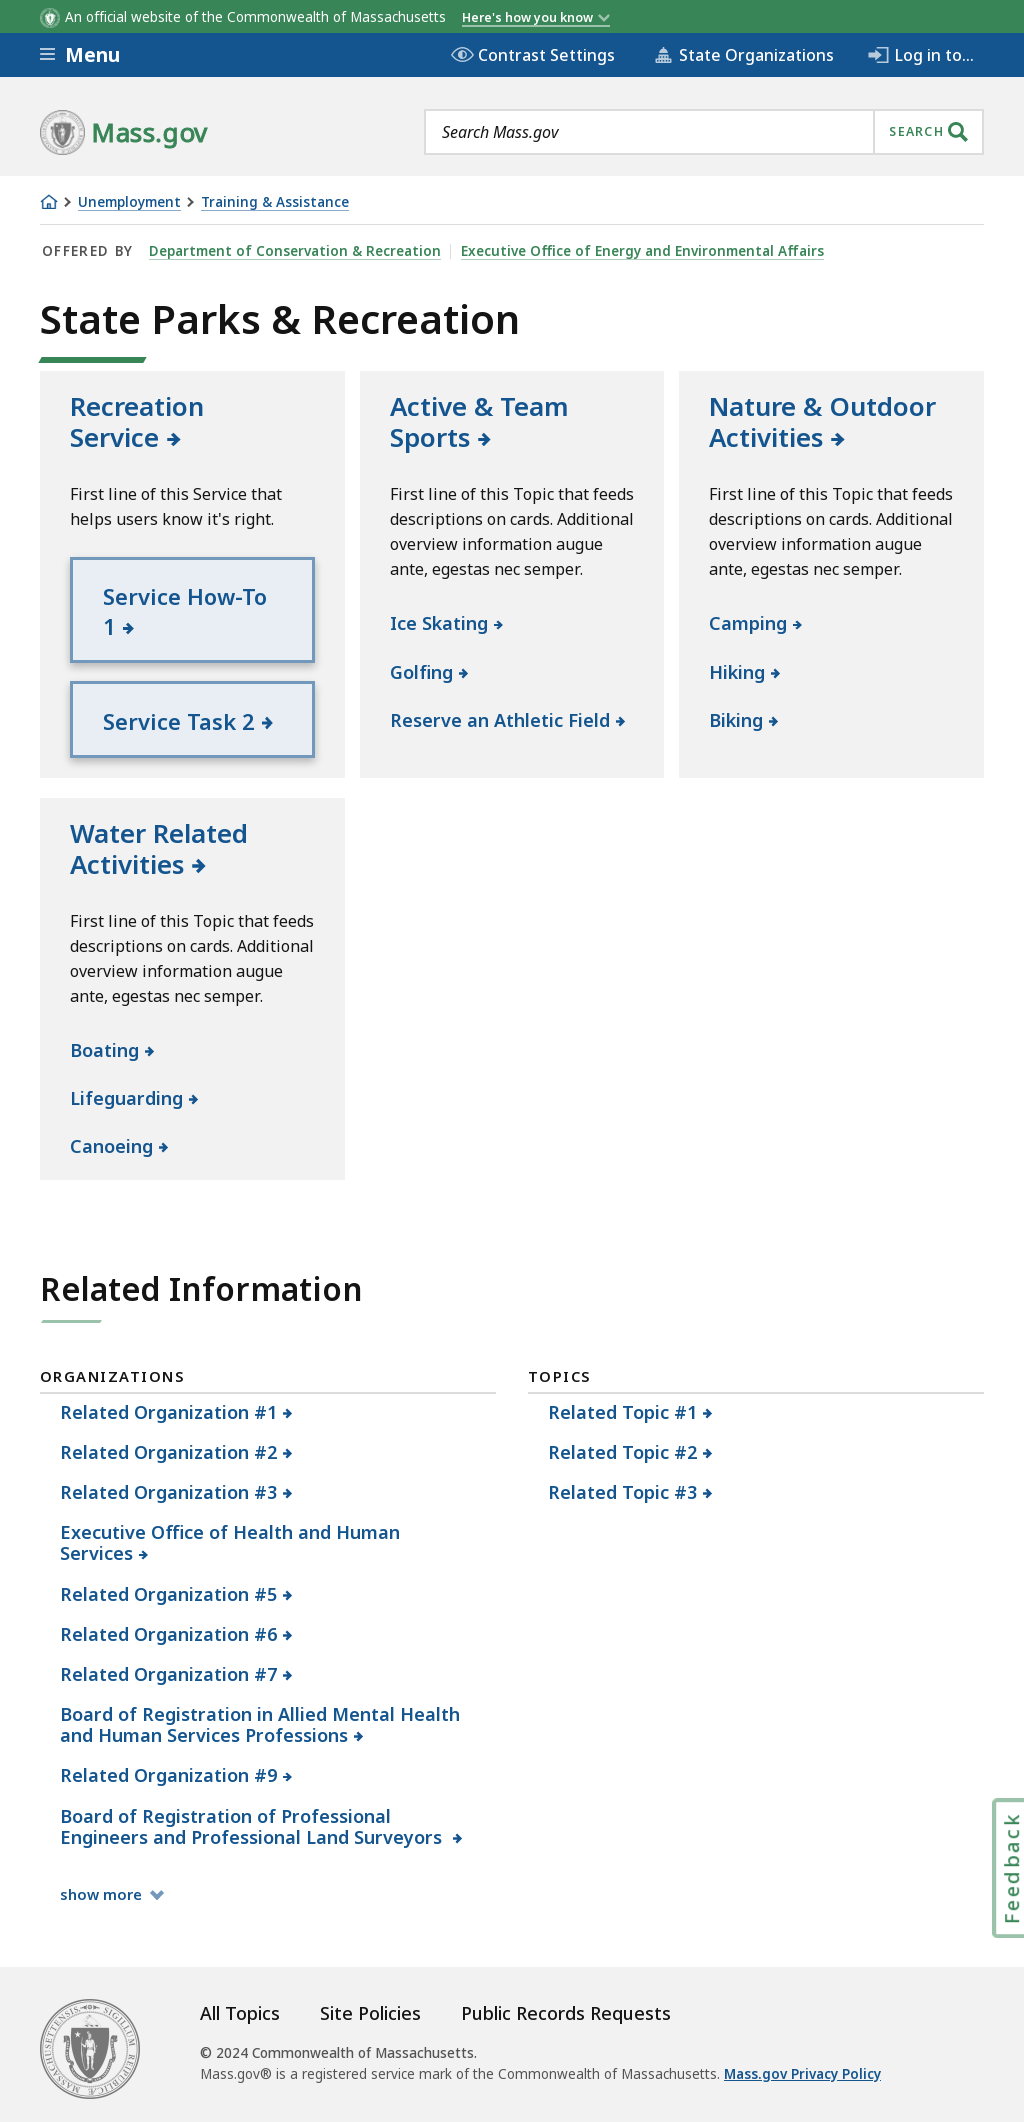 An official website of the Commonwealth of Massachusetts Here's how you know
Menu Contrast Settings State Organizations Log in to...
Mass.gov Search Mass.gov SEARCH
Unemployment Training & Assistance
OFFERED BY Department of Conservation & Recreation Executive Office of Energy and Environmental Affairs
State Parks & Recreation
Recreation
Service
First line of this Service that
helps users know it's right.
Service How-To
1
Service Task 2
Active & Team
Sports
First line of this Topic that feeds
descriptions on cards. Additional
overview information augue
ante, egestas nec semper.
Ice Skating
Golfing
Reserve an Athletic Field
Nature & Outdoor
Activities
First line of this Topic that feeds
descriptions on cards. Additional
overview information augue
ante, egestas nec semper.
Camping
Hiking
Biking
Water Related
Activities
First line of this Topic that feeds
descriptions on cards. Additional
overview information augue
ante, egestas nec semper.
Boating
Lifeguarding
Canoeing
Related Information
ORGANIZATIONS
Related Organization #1
Related Organization #2
Related Organization #3
Executive Office of Health and Human
Services
Related Organization #5
Related Organization #6
Related Organization #7
Board of Registration in Allied Mental Health
and Human Services Professions
Related Organization #9
Board of Registration of Professional
Engineers and Professional Land Surveyors
show more
TOPICS
Related Topic #1
Related Topic #2
Related Topic #3
Feedback
All Topics Site Policies Public Records Requests
© 2024 Commonwealth of Massachusetts.
Mass.gov® is a registered service mark of the Commonwealth of Massachusetts. Mass.gov Privacy Policy